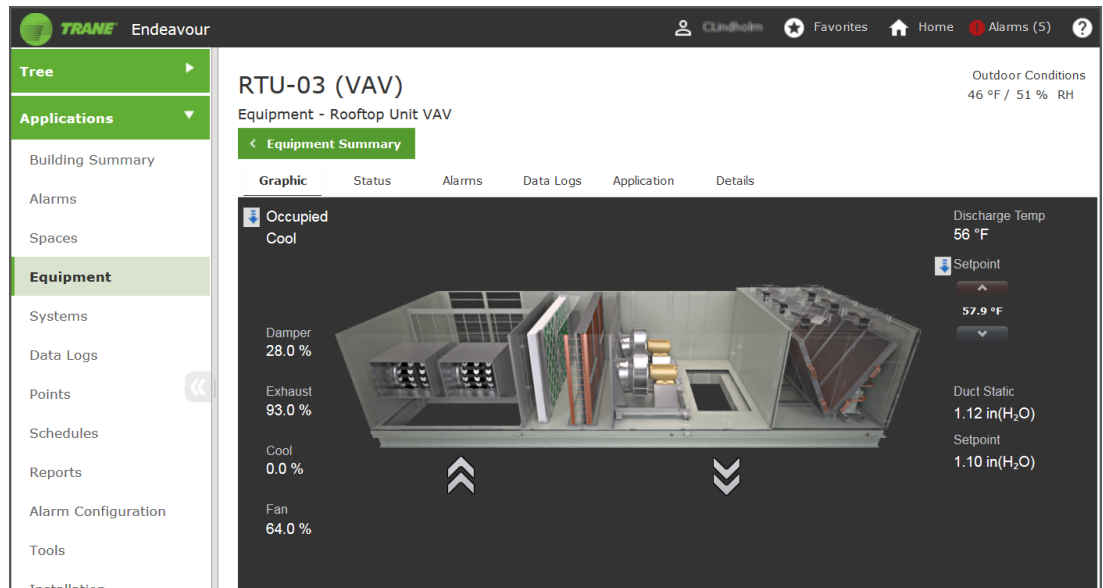 TRANE Endeavour
Favorites
Home
Alarms (5)
?
Tree
Applications
Building Summary
Alarms
Spaces
Equipment
Systems
Data Logs
Points
Schedules
Reports
Alarm Configuration
Tools
Installation
RTU-03 (VAV)
Equipment - Rooftop Unit VAV
Outdoor Conditions
46 ºF / 51 % RH
< Equipment Summary
Graphic Status Alarms Data Logs Application Details
Occupied
Cool
Damper
28.0 %
Exhaust
93.0 %
Cool
0.0 %
Fan
64.0 %
Discharge Temp
56 °F
Setpoint
57.9 ºF
Duct Static
1.12 in(H₂O)
Setpoint
1.10 in(H₂O)